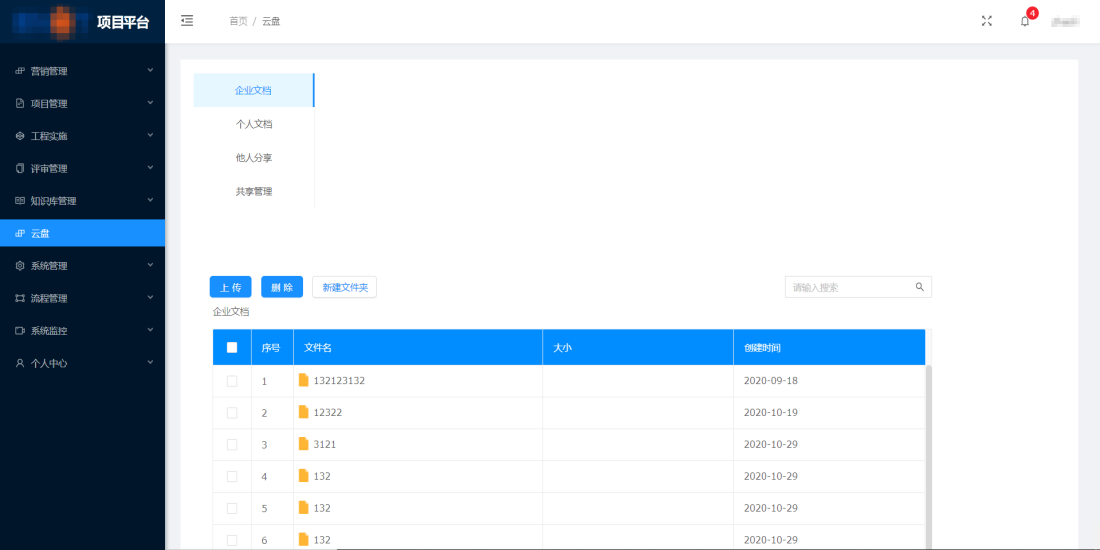 项目平台
首页 / 云盘
4
营销管理
项目管理
工程实施
评审管理
知识库管理
云盘
系统管理
流程管理
系统监控
个人中心
企业文档
个人文档
他人分享
共享管理
上 传 删 除 新建文件夹 请输入搜索
企业文档
序号 文件名 大小 创建时间
1 132123132 2020-09-18
2 12322 2020-10-19
3 3121 2020-10-29
4 132 2020-10-29
5 132 2020-10-29
6 132 2020-10-29